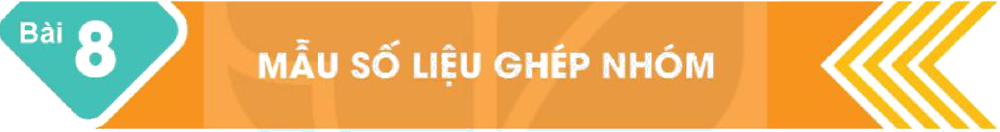 Bài 8
MẪU SỐ LIỆU GHÉP NHÓM